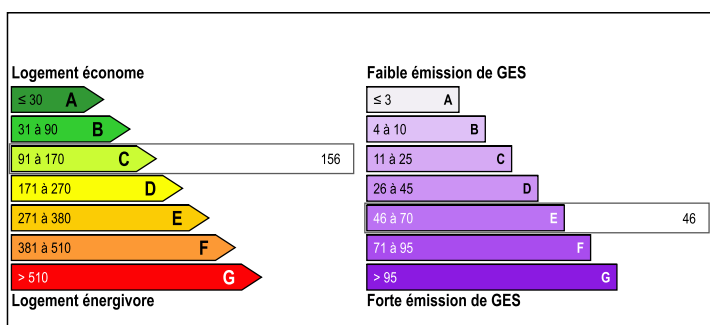 Logement économe
≤ 30 A
31 à 90 B
91 à 170 C 156
171 à 270 D
271 à 380 E
381 à 510 F
> 510 G
Logement énergivore
Faible émission de GES
≤ 3 A
4 à 10 B
11 à 25 C
26 à 45 D
46 à 70 E 46
71 à 95 F
> 95 G
Forte émission de GES